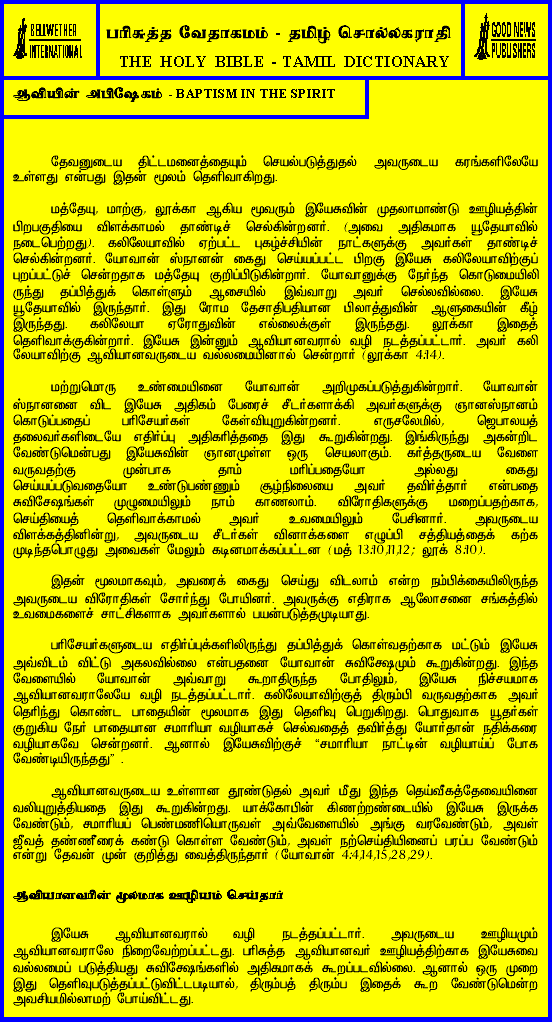 BELLWETHER
INTERNATIONAL
பரிசுத்த வேதாகமம் - தமிழ் சொல்லகராதி
THE HOLY BIBLE - TAMIL DICTIONARY
GOOD NEWS
PUBLISHERS
ஆவியின் அபிஷேகம் - BAPTISM IN THE SPIRIT
தேவனுடைய திட்டமனைத்தையும் செயல்படுத்துதல் அவருடைய கரங்களிலேயே
உள்ளது என்பது இதன் மூலம் தெளிவாகிறது.
மத்தேயு, மாற்கு, லூக்கா ஆகிய மூவரும் இயேசுவின் முதலாமாண்டு ஊழியத்தின்
பிறபகுதியை விளக்காமல் தாண்டிச் செல்கின்றனர். (அவை அதிகமாக யூதேயாவில்
நடைபெற்றது). கலிலேயாவில் ஏற்பட்ட புகழ்ச்சியின் நாட்களுக்கு அவர்கள் தாண்டிச்
செல்கின்றனர். யோவான் ஸ்நானன் கைது செய்யப்பட்ட பிறகு இயேசு கலிலேயாவிற்குப்
புறப்பட்டுச் சென்றதாக மத்தேயு குறிப்பிடுகின்றார். யோவானுக்கு நேர்ந்த கொடுமையிலி
ருந்து தப்பித்துக் கொள்ளும் ஆசையில் இவ்வாறு அவர் செல்லவில்லை. இயேசு
யூதேயாவில் இருந்தார். இது ரோம தேசாதிபதியான பிலாத்துவின் ஆளுகையின் கீழ்
இருந்தது. கலிலேயா ஏரோதுவின் எல்லைக்குள் இருந்தது. லூக்கா இதைத்
தெளிவாக்குகின்றார். இயேசு இன்னும் ஆவியானவரால் வழி நடத்தப்பட்டார். அவர் கலி
லேயாவிற்கு ஆவியானவருடைய வல்லமையினால் சென்றார் (லூக்கா 4:14).
மற்றுமொரு உண்மையினை யோவான் அறிமுகப்படுத்துகின்றார். யோவான்
ஸ்நானனை விட இயேசு அதிகம் பேரைச் சீடர்களாக்கி அவர்களுக்கு ஞானஸ்நானம்
கொடுப்பதைப் பரிசேயர்கள் கேள்வியுறுகின்றனர். எருசலேமில், ஜெபாலயத்
தலைவர்களிடையே எதிர்ப்பு அதிகரித்ததை இது கூறுகின்றது. இங்கிருந்து அகன்றிட
வேண்டுமென்பது இயேசுவின் ஞானமுள்ள ஒரு செயலாகும். கர்த்தருடைய வேளை
வருவதற்கு முன்பாக தாம் மரிப்பதையோ அல்லது கைது
செய்யப்படுவதையோ உண்டுபண்ணும் சூழ்நிலையை அவர் தவிர்த்தார் என்பதை
சுவிசேஷங்கள் முழுமையிலும் நாம் காணலாம். விரோதிகளுக்கு மறைப்பதற்காக,
செய்தியைத் தெளிவாக்காமல் அவர் உவமையிலும் பேசினார். அவருடைய
விளக்கத்தினின்று, அவருடைய சீடர்கள் வினாக்களை எழுப்பி சத்தியத்தைக் கற்க
முடிந்தபொழுது அவைகள் மேலும் கடினமாக்கப்பட்டன (மத் 13:10,11,12; லூக் 8:10).
இதன் மூலமாகவும், அவரைக் கைது செய்து விடலாம் என்ற நம்பிக்கையிலிருந்த
அவருடைய விரோதிகள் சோர்ந்து போயினர். அவருக்கு எதிராக ஆலோசனை சங்கத்தில்
உவமைகளைச் சாட்சிகளாக அவர்களால் பயன்படுத்தமுடியாது.
பரிசேயர்களுடைய எதிர்ப்புக்களிலிருந்து தப்பித்துக் கொள்வதற்காக மட்டும் இயேசு
அவ்விடம் விட்டு அகலவில்லை என்பதனை யோவான் சுவிசேஷமும் கூறுகின்றது. இந்த
வேளையில் யோவான் அவ்வாறு கூறாதிருந்த போதிலும், இயேசு நிச்சயமாக
ஆவியானவராலேயே வழி நடத்தப்பட்டார். கலிலேயாவிற்குத் திரும்பி வருவதற்காக அவர்
தெரிந்து கொண்ட பாதையின் மூலமாக இது தெளிவு பெறுகிறது. பொதுவாக யூதர்கள்
குறுகிய நேர் பாதையான சமாரியா வழியாகச் செல்வதைத் தவிர்த்து யோர்தான் நதிக்கரை
வழியாகவே சென்றனர். ஆனால் இயேசுவிற்குச் “சமாரியா நாட்டின் வழியாய்ப் போக
வேண்டியிருந்தது” .
ஆவியானவருடைய உள்ளான தூண்டுதல் அவர் மீது இந்த தெய்வீகத்தேவையினை
வலியுறுத்தியதை இது கூறுகின்றது. யாக்கோபின் கிணற்றண்டையில் இயேசு இருக்க
வேண்டும், சமாரியப் பெண்மணியொருவள் அவ்வேளையில் அங்கு வரவேண்டும், அவள்
ஜீவத் தண்ணீரைக் கண்டு கொள்ள வேண்டும், அவள் நற்செய்தியினைப் பரப்ப வேண்டும்
என்று தேவன் முன் குறித்து வைத்திருந்தார் (யோவான் 4:4,14,15,28,29).
ஆவியானவரின் மூலமாக ஊழியம் செய்தார்
இயேசு ஆவியானவரால் வழி நடத்தப்பட்டார். அவருடைய ஊழியமும்
ஆவியானவராலே நிறைவேற்றப்பட்டது. பரிசுத்த ஆவியானவர் ஊழியத்திற்காக இயேசுவை
வல்லமைப் படுத்தியது சுவிசேஷங்களில் அதிகமாகக் கூறப்படவில்லை. ஆனால் ஒரு முறை
இது தெளிவுபடுத்தப்பட்டுவிட்டபடியால், திரும்பத் திரும்ப இதைக் கூற வேண்டுமென்ற
அவசியமில்லாமற் போய்விட்டது.